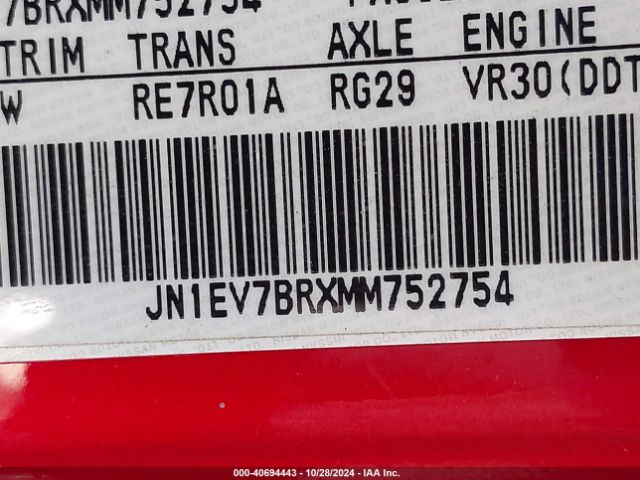 7BRXMM752754
TRIM TRANS AXLE ENGINE
W RE7R01A RG29 VR30(DDT
JN1EV7BRXMM752754
000-40694443 - 10/28/2024 - IAA Inc.